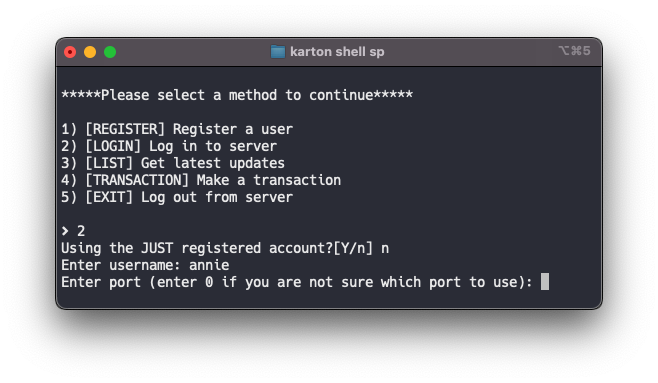 karton shell sp
⌥⌘5
*****Please select a method to continue*****
1) [REGISTER] Register a user
2) [LOGIN] Log in to server
3) [LIST] Get latest updates
4) [TRANSACTION] Make a transaction
5) [EXIT] Log out from server
> 2
Using the JUST registered account?[Y/n] n
Enter username: annie
Enter port (enter 0 if you are not sure which port to use):